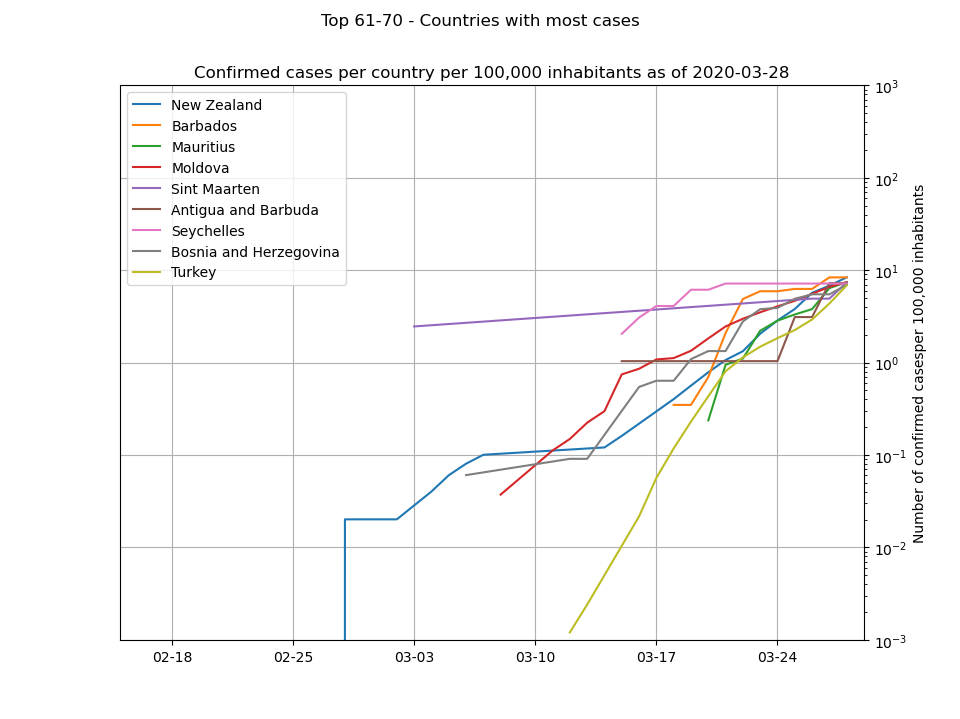 Top 61-70 - Countries with most cases
Confirmed cases per country per 100,000 inhabitants as of 2020-03-28
New Zealand
Barbados
Mauritius
Moldova
Sint Maarten
Antigua and Barbuda
Seychelles
Bosnia and Herzegovina
Turkey
10³
10²
10¹
10⁰
10⁻¹
10⁻²
10⁻³
Number of confirmed casesper 100,000 inhabitants
02-18
02-25
03-03
03-10
03-17
03-24